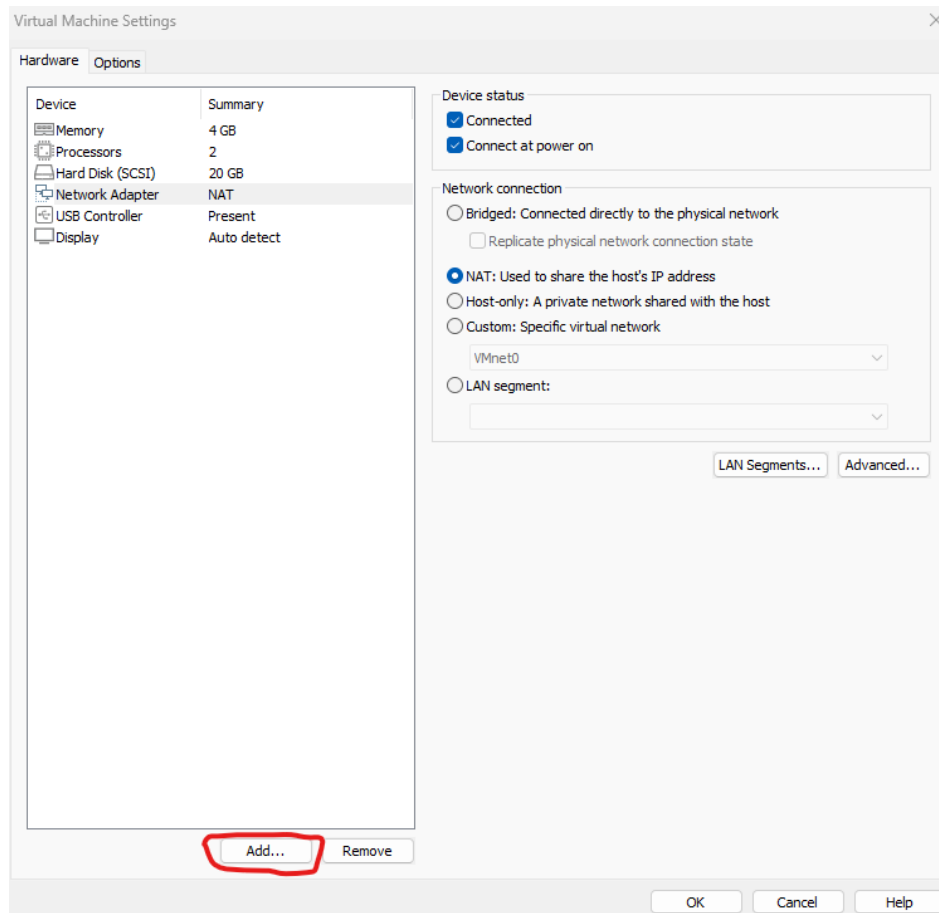 Virtual Machine Settings
Hardware Options
Device Summary
Memory 4 GB
Processors 2
Hard Disk (SCSI) 20 GB
Network Adapter NAT
USB Controller Present
Display Auto detect
Add... Remove
Device status
Connected
Connect at power on
Network connection
Bridged: Connected directly to the physical network
Replicate physical network connection state
NAT: Used to share the host's IP address
Host-only: A private network shared with the host
Custom: Specific virtual network
VMnet0
LAN segment:
LAN Segments... Advanced...
OK Cancel Help